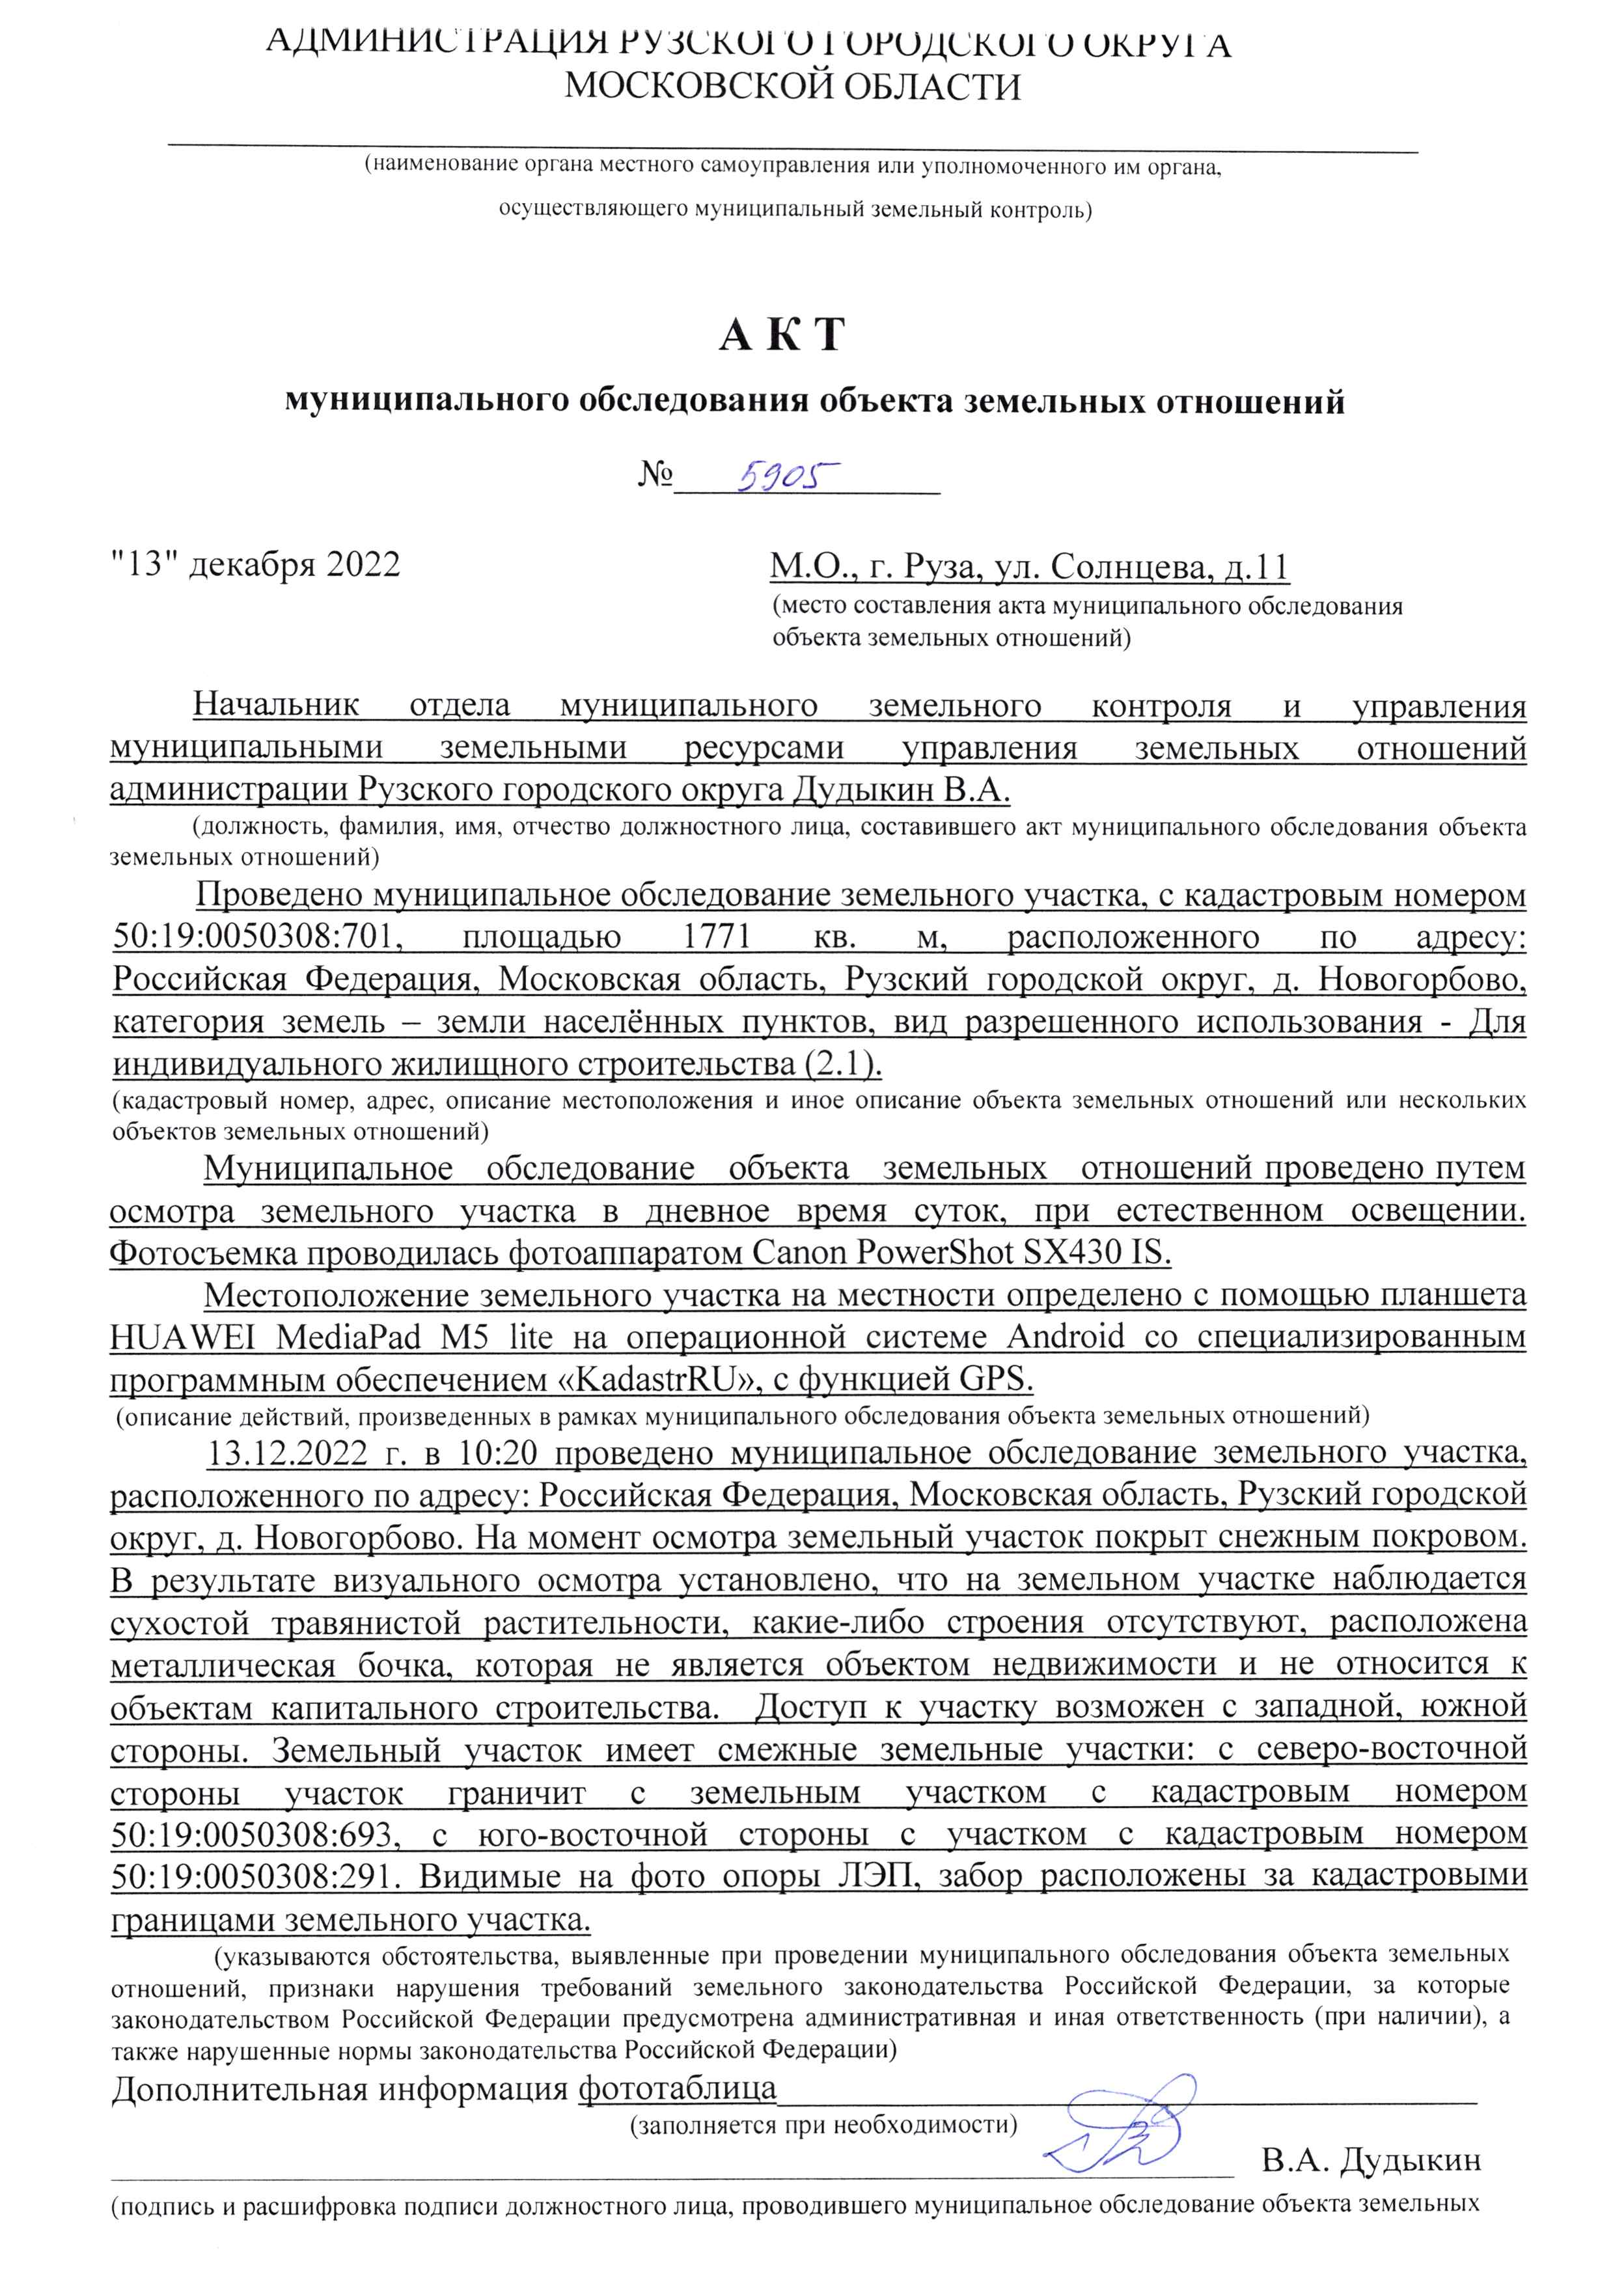 АДМИНИСТРАЦИЯ РУЗСКОГО ГОРОДСКОГО ОКРУГА
МОСКОВСКОЙ ОБЛАСТИ
(наименование органа местного самоуправления или уполномоченного им органа,
осуществляющего муниципальный земельный контроль)
А К Т
муниципального обследования объекта земельных отношений
№ 5905
"13" декабря 2022
М.О., г. Руза, ул. Солнцева, д.11
(место составления акта муниципального обследования
объекта земельных отношений)
Начальник отдела муниципального земельного контроля и управления
муниципальными земельными ресурсами управления земельных отношений
администрации Рузского городского округа Дудыкин В.А.
(должность, фамилия, имя, отчество должностного лица, составившего акт муниципального обследования объекта
земельных отношений)
Проведено муниципальное обследование земельного участка, с кадастровым номером
50:19:0050308:701, площадью 1771 кв. м, расположенного по адресу:
Российская Федерация, Московская область, Рузский городской округ, д. Новогорбово,
категория земель – земли населённых пунктов, вид разрешенного использования - Для
индивидуального жилищного строительства (2.1).
(кадастровый номер, адрес, описание местоположения и иное описание объекта земельных отношений или нескольких
объектов земельных отношений)
Муниципальное обследование объекта земельных отношений проведено путем
осмотра земельного участка в дневное время суток, при естественном освещении.
Фотосъемка проводилась фотоаппаратом Canon PowerShot SX430 IS.
Местоположение земельного участка на местности определено с помощью планшета
HUAWEI MediaPad M5 lite на операционной системе Android со специализированным
программным обеспечением «KadastrRU», с функцией GPS.
(описание действий, произведенных в рамках муниципального обследования объекта земельных отношений)
13.12.2022 г. в 10:20 проведено муниципальное обследование земельного участка,
расположенного по адресу: Российская Федерация, Московская область, Рузский городской
округ, д. Новогорбово. На момент осмотра земельный участок покрыт снежным покровом.
В результате визуального осмотра установлено, что на земельном участке наблюдается
сухостой травянистой растительности, какие-либо строения отсутствуют, расположена
металлическая бочка, которая не является объектом недвижимости и не относится к
объектам капитального строительства. Доступ к участку возможен с западной, южной
стороны. Земельный участок имеет смежные земельные участки: с северо-восточной
стороны участок граничит с земельным участком с кадастровым номером
50:19:0050308:693, с юго-восточной стороны с участком с кадастровым номером
50:19:0050308:291. Видимые на фото опоры ЛЭП, забор расположены за кадастровыми
границами земельного участка.
(указываются обстоятельства, выявленные при проведении муниципального обследования объекта земельных
отношений, признаки нарушения требований земельного законодательства Российской Федерации, за которые
законодательством Российской Федерации предусмотрена административная и иная ответственность (при наличии), а
также нарушенные нормы законодательства Российской Федерации)
Дополнительная информация фототаблица
(заполняется при необходимости)
В.А. Дудыкин
(подпись и расшифровка подписи должностного лица, проводившего муниципальное обследование объекта земельных